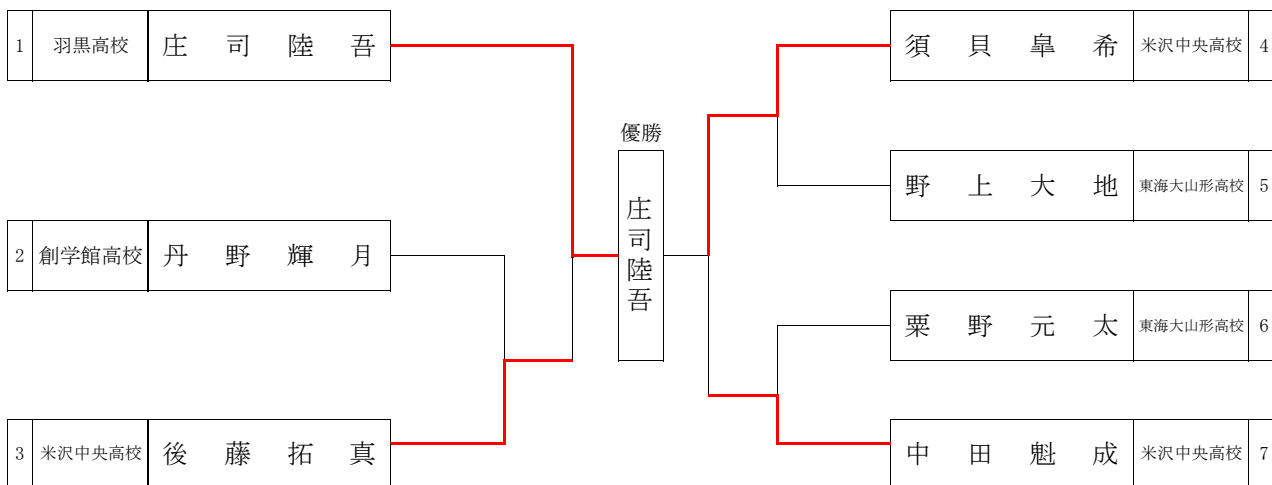 1 羽黒高校 庄司陸吾
2 創学館高校 丹野輝月
3 米沢中央高校 後藤拓真
優勝
庄司陸吾
須貝皐希 米沢中央高校 4
野上大地 東海大山形高校 5
栗野元太 東海大山形高校 6
中田魁成 米沢中央高校 7